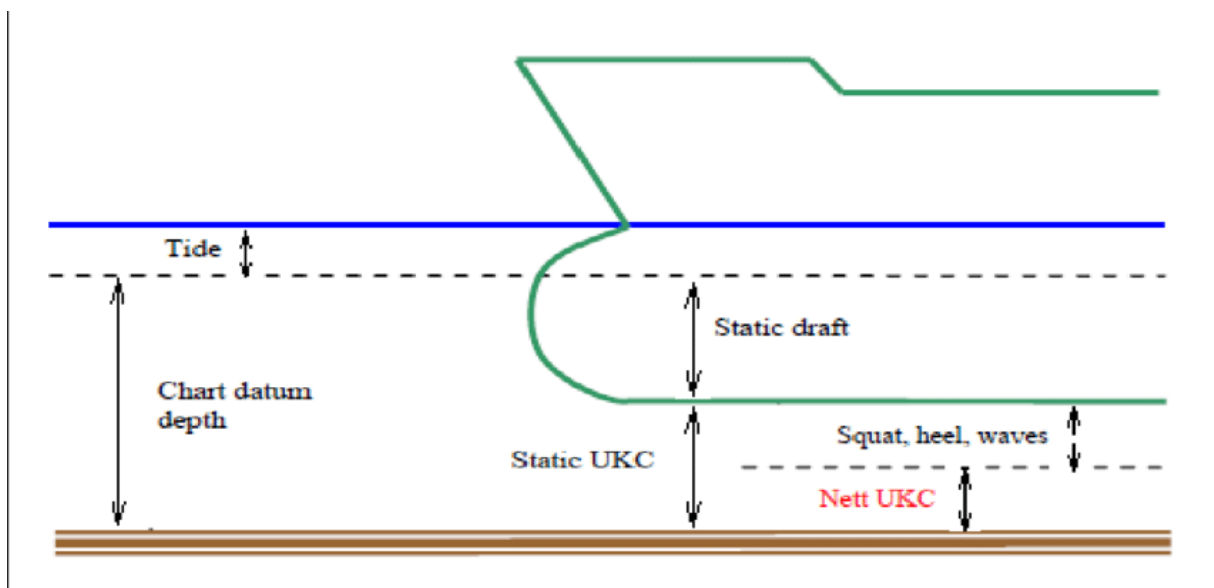 Tide
Static draft
Chart datum
depth
Squat, heel, waves
Static UKC
Nett UKC